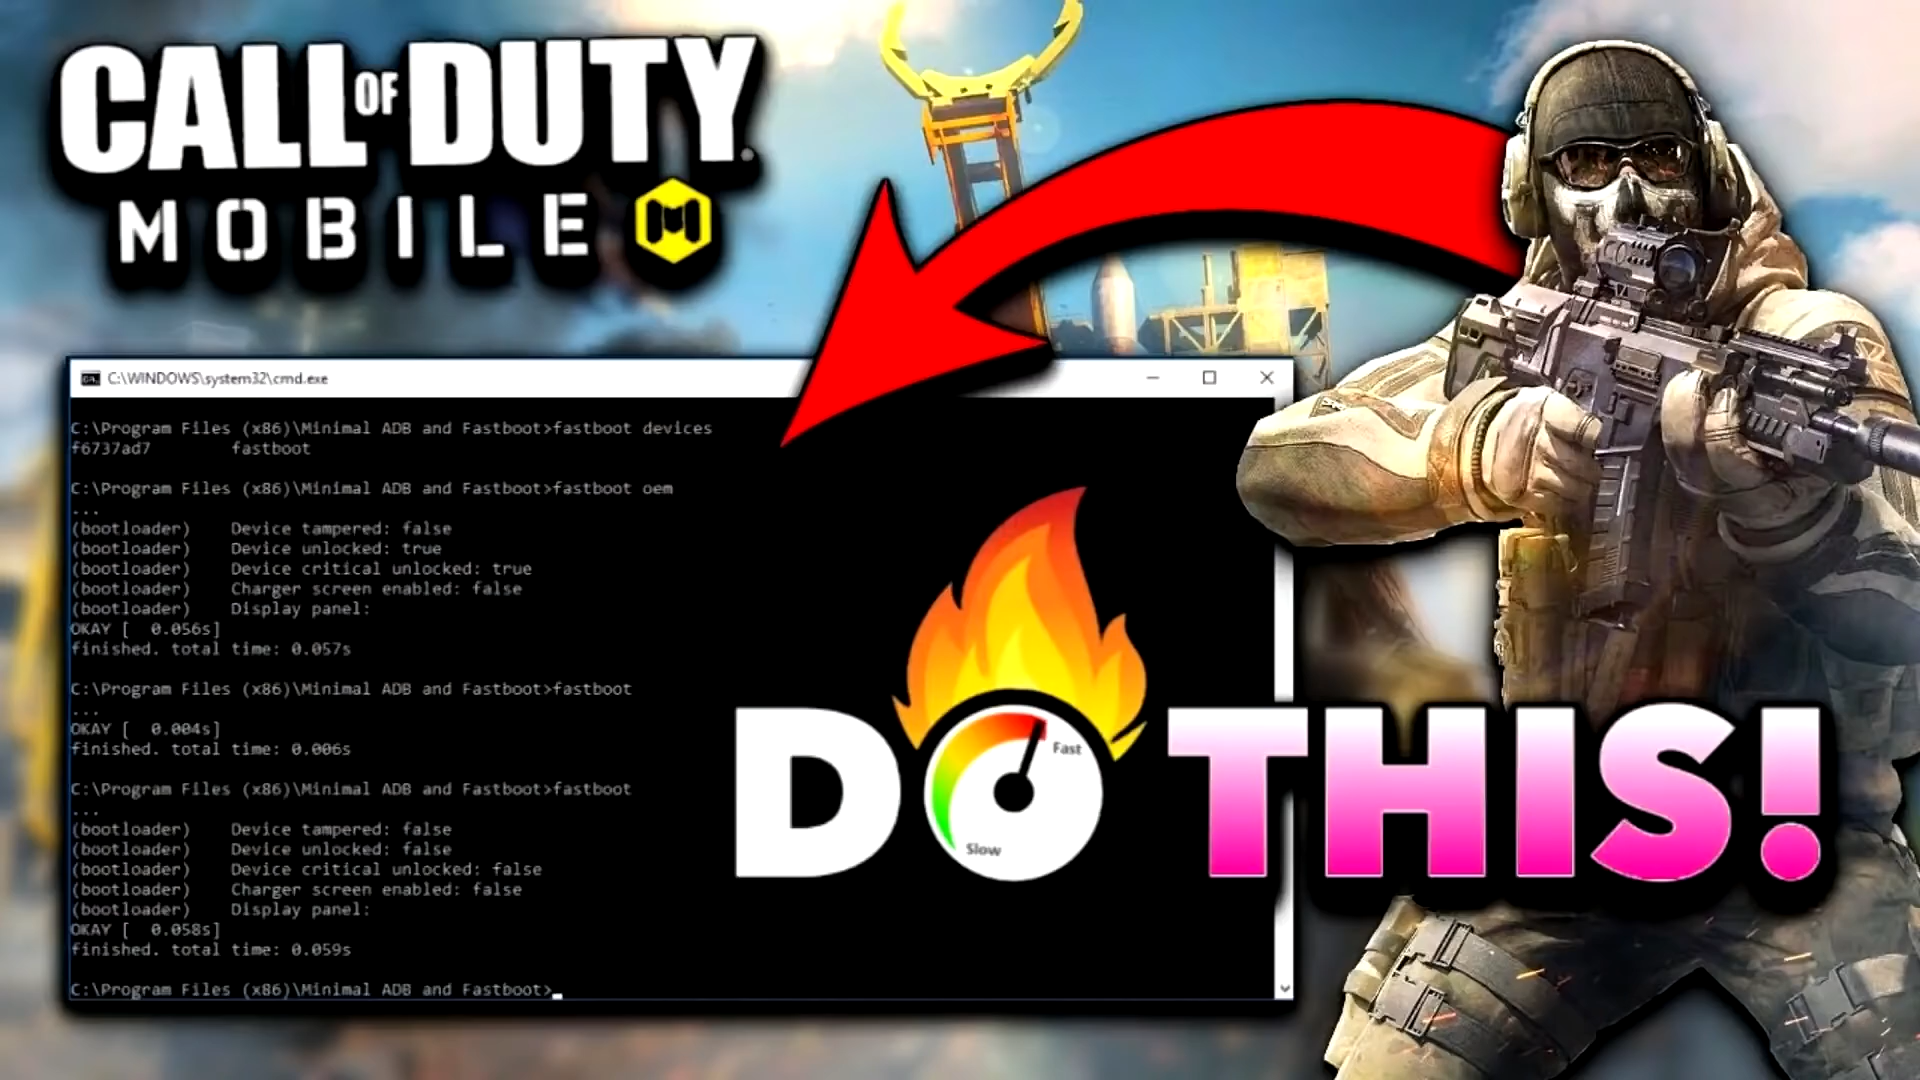 CALL OF DUTY
MOBILE
C:\WINDOWS\system32\cmd.exe
C:\Program Files (x86)\Minimal ADB and Fastboot>fastboot devices
f6737ad7 fastboot
C:\Program Files (x86)\Minimal ADB and Fastboot>fastboot oem
...
(bootloader) Device tampered: false
(bootloader) Device unlocked: true
(bootloader) Device critical unlocked: true
(bootloader) Charger screen enabled: false
(bootloader) Display panel:
OKAY [ 0.056s]
finished. total time: 0.057s
C:\Program Files (x86)\Minimal ADB and Fastboot>fastboot
...
OKAY [ 0.004s]
finished. total time: 0.006s
C:\Program Files (x86)\Minimal ADB and Fastboot>fastboot
...
(bootloader) Device tampered: false
(bootloader) Device unlocked: false
(bootloader) Device critical unlocked: false
(bootloader) Charger screen enabled: false
(bootloader) Display panel:
OKAY [ 0.058s]
finished. total time: 0.059s
C:\Program Files (x86)\Minimal ADB and Fastboot>
Fast
DO THIS!
Slow